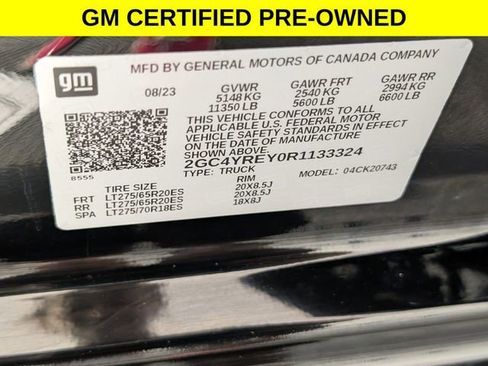 GM CERTIFIED PRE-OWNED
gm
MFD BY GENERAL MOTORS OF CANADA COMPANY
08/23 GVWR GAWR FRT GAWR RR
5148 KG 2540 KG 2994 KG
11350 LB 5600 LB 6600 LB
THIS VEHICLE CONFORMS TO ALL APPLICABLE
U.S. FEDERAL MOTOR VEHICLE SAFETY STANDARDS IN EFFECT
ON THE DATE OF MANUFACTURE SHOWN ABOVE
2GC4YREY0R1133324
8555 TYPE: TRUCK MODEL: 04CK20743
TIRE SIZE RIM
FRT LT275/65R20ES 20X8.5J
RR LT275/65R20ES 20X8.5J
SPA LT275/70R18ES 18X8J